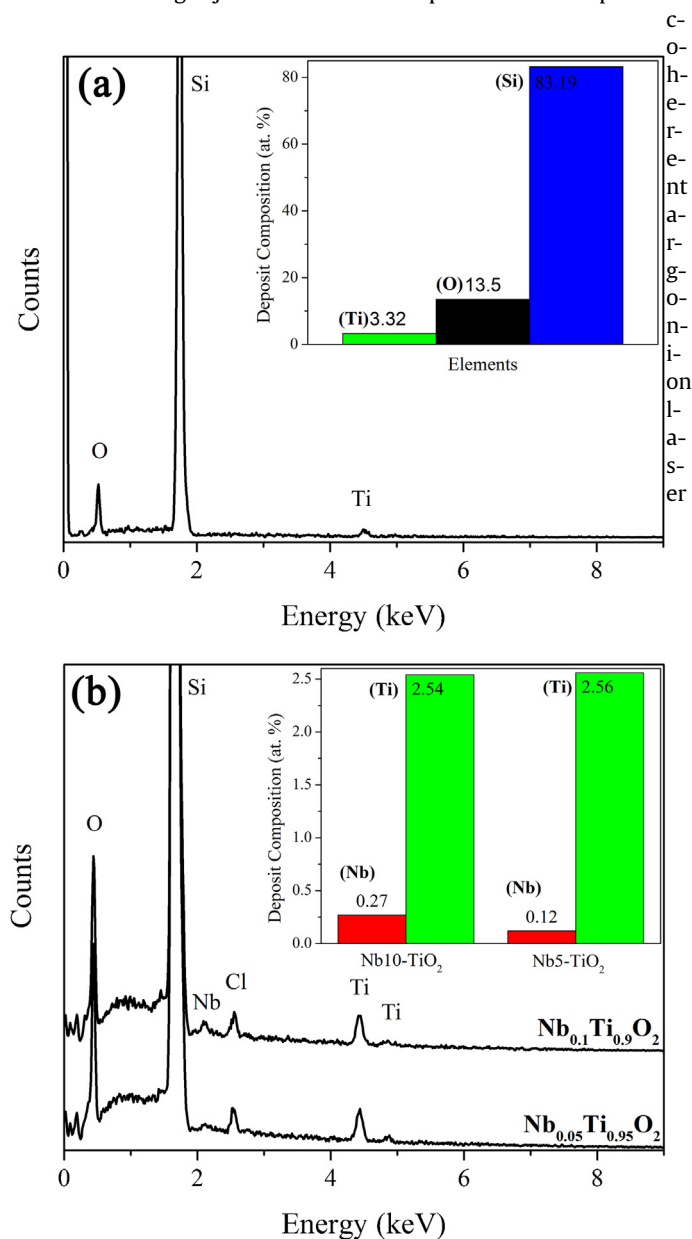 c-
o-
h-
e-
r-
e-
nt
a-
r-
g-
o-
n-
i-
on
l-
a-
s-
er
(a)
Si
Counts
O
Ti
0 2 4 6 8
Energy (keV)
Deposit Composition (at. %)
80
60
40
20
0
(Si) 83.19
(O)13.5
(Ti)3.32
Elements
(b)
Si
Counts
O
Nb
Cl
Ti
Ti
Nb0.1Ti0.9O2
Nb0.05Ti0.95O2
0 2 4 6 8
Energy (keV)
Deposit Composition (at. %)
2.5
2.0
1.5
1.0
0.5
0.0
(Ti) 2.54
(Ti) 2.56
(Nb)
0.27
(Nb)
0.12
Nb10-TiO2
Nb5-TiO2